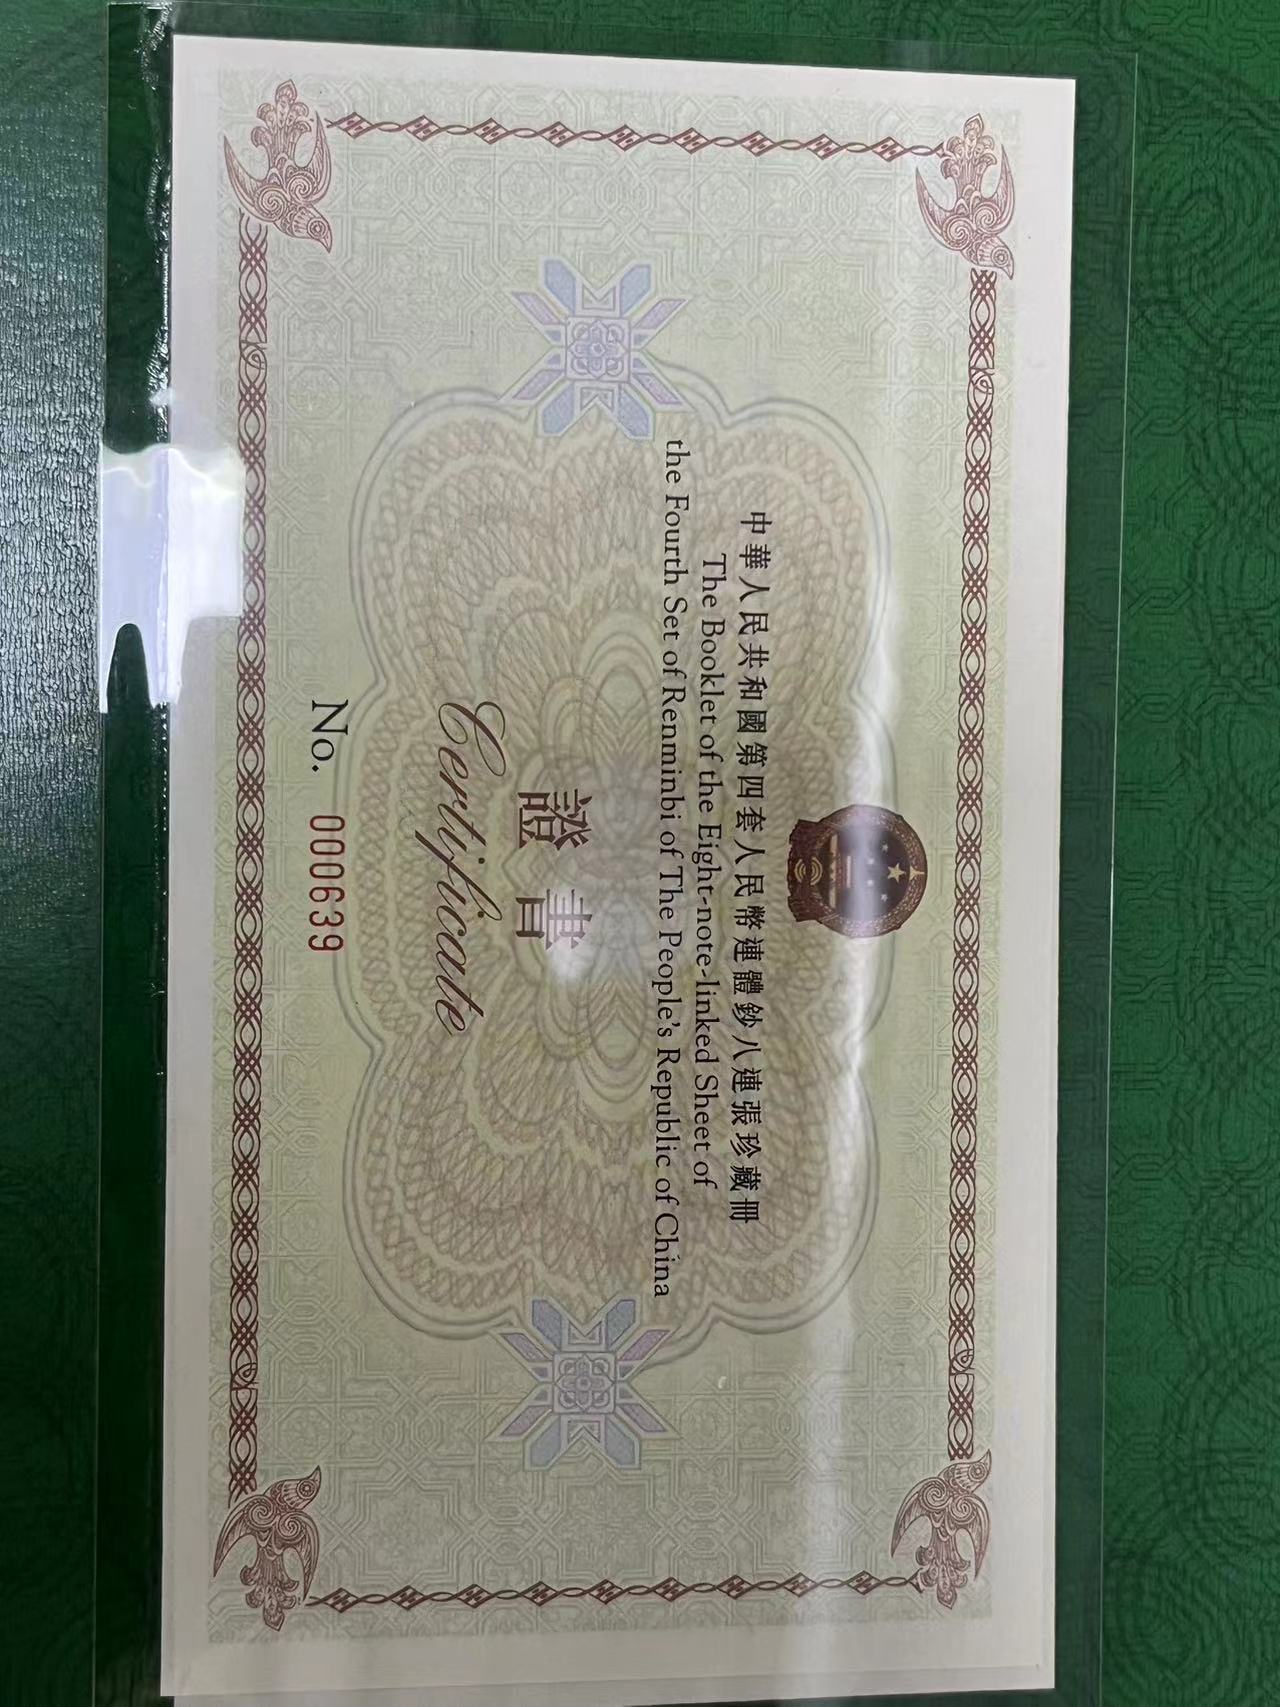 中華人民共和國第四套人民幣連體鈔八連張珍藏冊
The Booklet of the Eight-note-linked Sheet of
the Fourth Set of Renminbi of The People's Republic of China
證書
Certificate
No. 000639